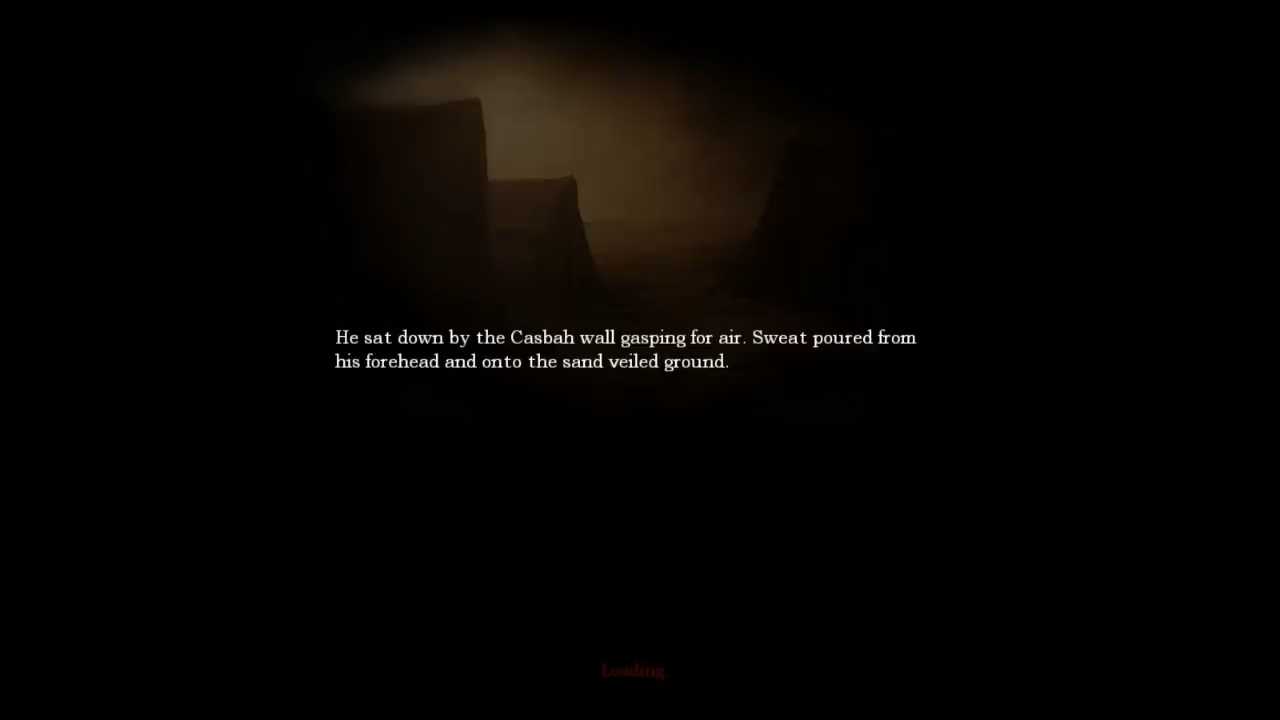 He sat down by the Casbah wall gasping for air. Sweat poured from
his forehead and onto the sand veiled ground.
Loading